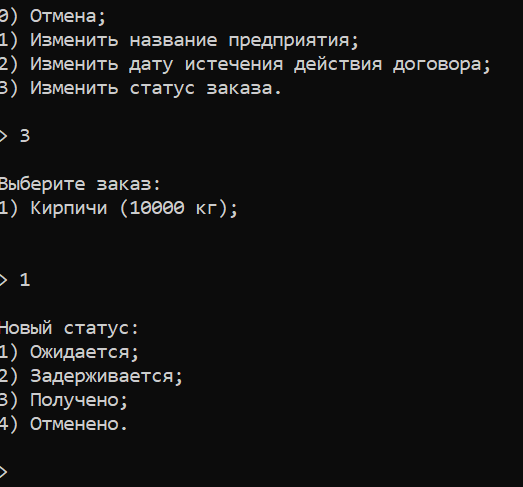 0) Отмена;
1) Изменить название предприятия;
2) Изменить дату истечения действия договора;
3) Изменить статус заказа.
> 3
Выберите заказ:
1) Кирпичи (10000 кг);
> 1
Новый статус:
1) Ожидается;
2) Задерживается;
3) Получено;
4) Отменено.
>